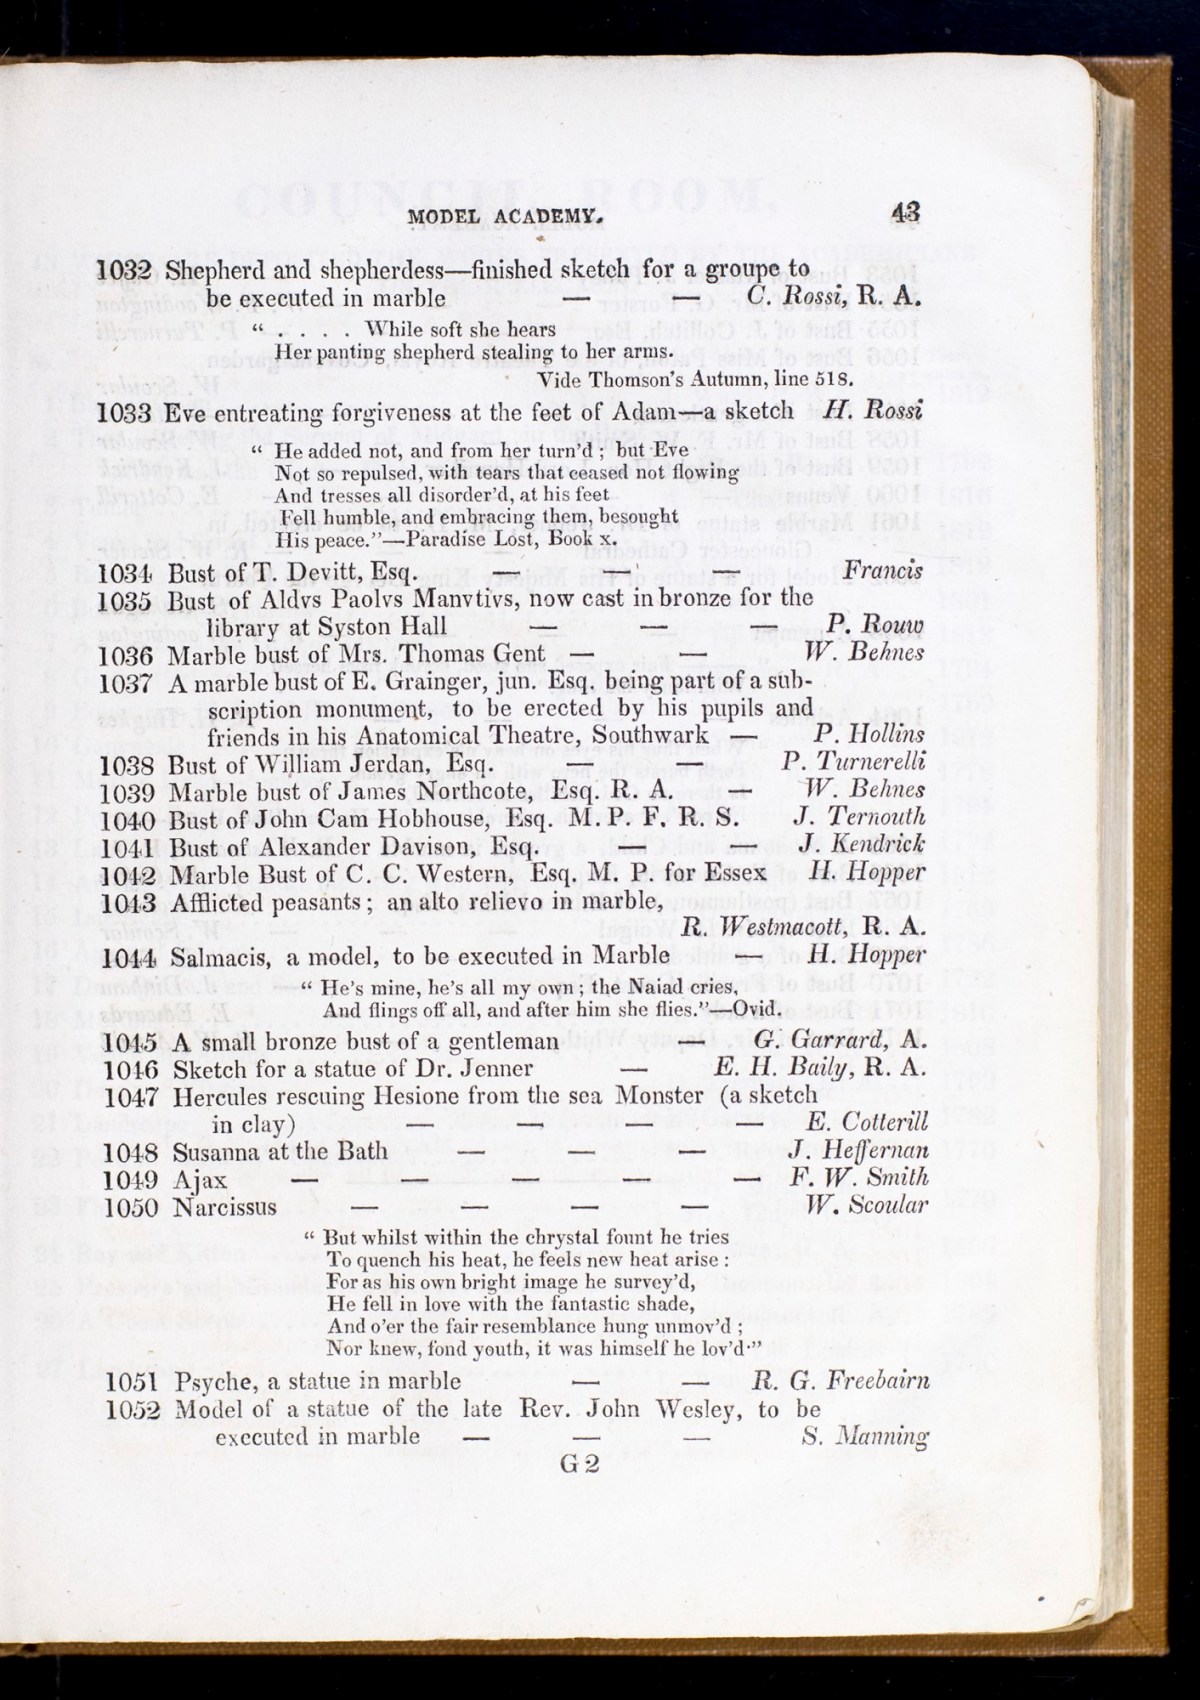 MODEL ACADEMY. 43
1032 Shepherd and shepherdess—finished sketch for a groupe to
be executed in marble — — C. Rossi, R. A.
“ . . . . While soft she hears
Her panting shepherd stealing to her arms.
Vide Thomson's Autumn, line 518.
1033 Eve entreating forgiveness at the feet of Adam—a sketch H. Rossi
“ He added not, and from her turn'd ; but Eve
Not so repulsed, with tears that ceased not flowing
And tresses all disorder'd, at his feet
Fell humble, and embracing them, besought
His peace.”—Paradise Lost, Book x.
1034 Bust of T. Devitt, Esq. — — — Francis
1035 Bust of Aldvs Paolvs Manvtivs, now cast in bronze for the
library at Syston Hall — — — P. Rouw
1036 Marble bust of Mrs. Thomas Gent — — W. Behnes
1037 A marble bust of E. Grainger, jun. Esq. being part of a sub-
scription monument, to be erected by his pupils and
friends in his Anatomical Theatre, Southwark — P. Hollins
1038 Bust of William Jerdan, Esq. — — P. Turnerelli
1039 Marble bust of James Northcote, Esq. R. A. — W. Behnes
1040 Bust of John Cam Hobhouse, Esq. M. P. F. R. S. J. Ternouth
1041 Bust of Alexander Davison, Esq. — — J. Kendrick
1042 Marble Bust of C. C. Western, Esq. M. P. for Essex H. Hopper
1043 Afflicted peasants ; an alto relievo in marble,
R. Westmacott, R. A.
1044 Salmacis, a model, to be executed in Marble — H. Hopper
“ He's mine, he's all my own ; the Naiad cries,
And flings off all, and after him she flies.”—Ovid.
1045 A small bronze bust of a gentleman — G. Garrard, A.
1046 Sketch for a statue of Dr. Jenner — E. H. Baily, R. A.
1047 Hercules rescuing Hesione from the sea Monster (a sketch
in clay) — — — — E. Cotterill
1048 Susanna at the Bath — — — J. Heffernan
1049 Ajax — — — — — F. W. Smith
1050 Narcissus — — — — W. Scoular
“ But whilst within the chrystal fount he tries
To quench his heat, he feels new heat arise :
For as his own bright image he survey'd,
He fell in love with the fantastic shade,
And o'er the fair resemblance hung unmov'd ;
Nor knew, fond youth, it was himself he lov'd.”
1051 Psyche, a statue in marble — — R. G. Freebairn
1052 Model of a statue of the late Rev. John Wesley, to be
executed in marble — — — S. Manning
G 2